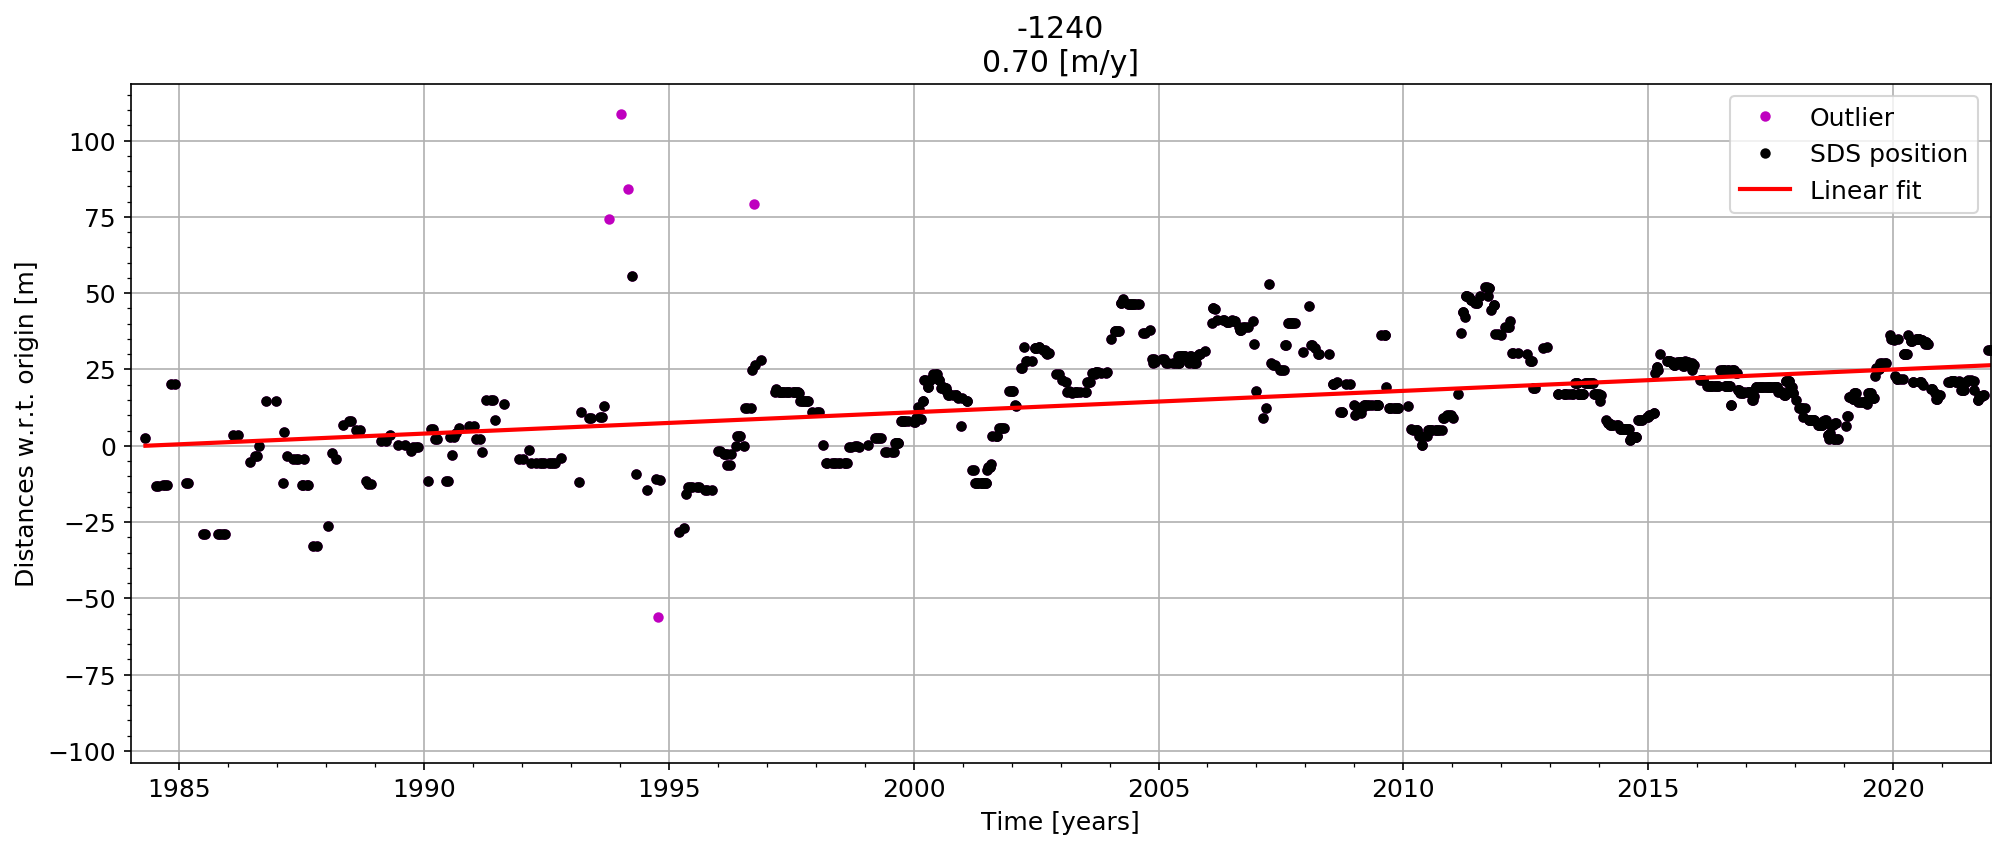 -1240
0.70 [m/y]
Outlier
SDS position
Linear fit
Distances w.r.t. origin [m]
100
75
50
25
0
−25
−50
−75
−100
1985 1990 1995 2000 2005 2010 2015 2020
Time [years]